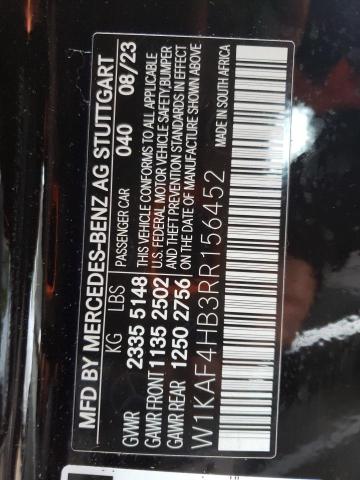 MFD BY MERCEDES-BENZ AG STUTTGART
PASSENGER CAR 040 08/23
KG LBS
GVWR 2335 5148
GAWR FRONT 1135 2502
GAWR REAR 1250 2756
THIS VEHICLE CONFORMS TO ALL APPLICABLE
U.S. FEDERAL MOTOR VEHICLE SAFETY,BUMPER
AND THEFT PREVENTION STANDARDS IN EFFECT
ON THE DATE OF MANUFACTURE SHOWN ABOVE
W1KAF4HB3RR156452
MADE IN SOUTH AFRICA